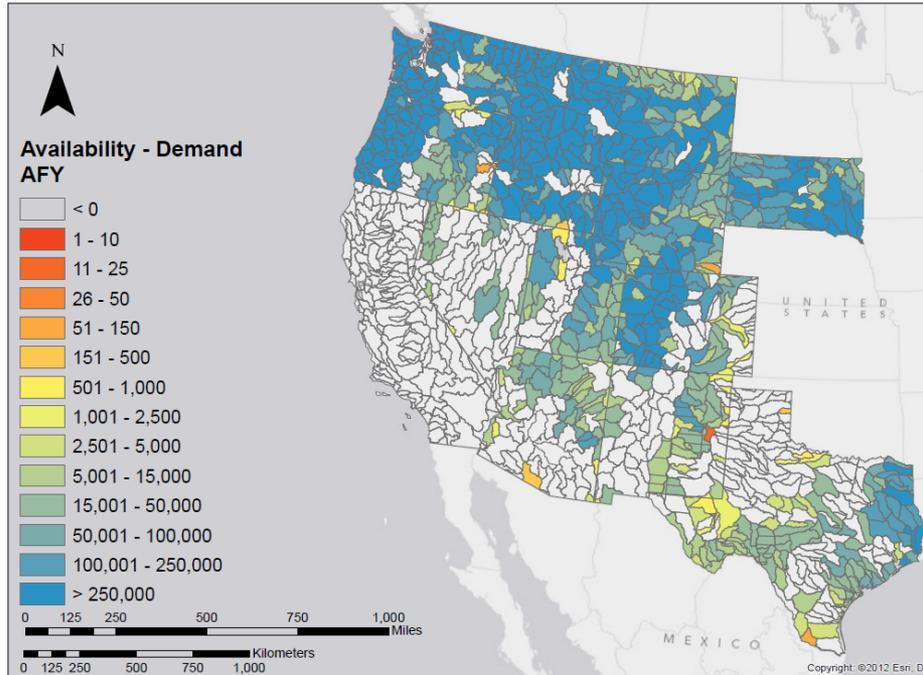 N
Availability - Demand
AFY
< 0
1 - 10
11 - 25
26 - 50
51 - 150
151 - 500
501 - 1,000
1,001 - 2,500
2,501 - 5,000
5,001 - 15,000
15,001 - 50,000
50,001 - 100,000
100,001 - 250,000
> 250,000
0 125 250 500 750 1,000
Miles
Kilometers
0 125 250 500 750 1,000
UNITED
STATES
MEXICO
Copyright: ©2012 Esri, D